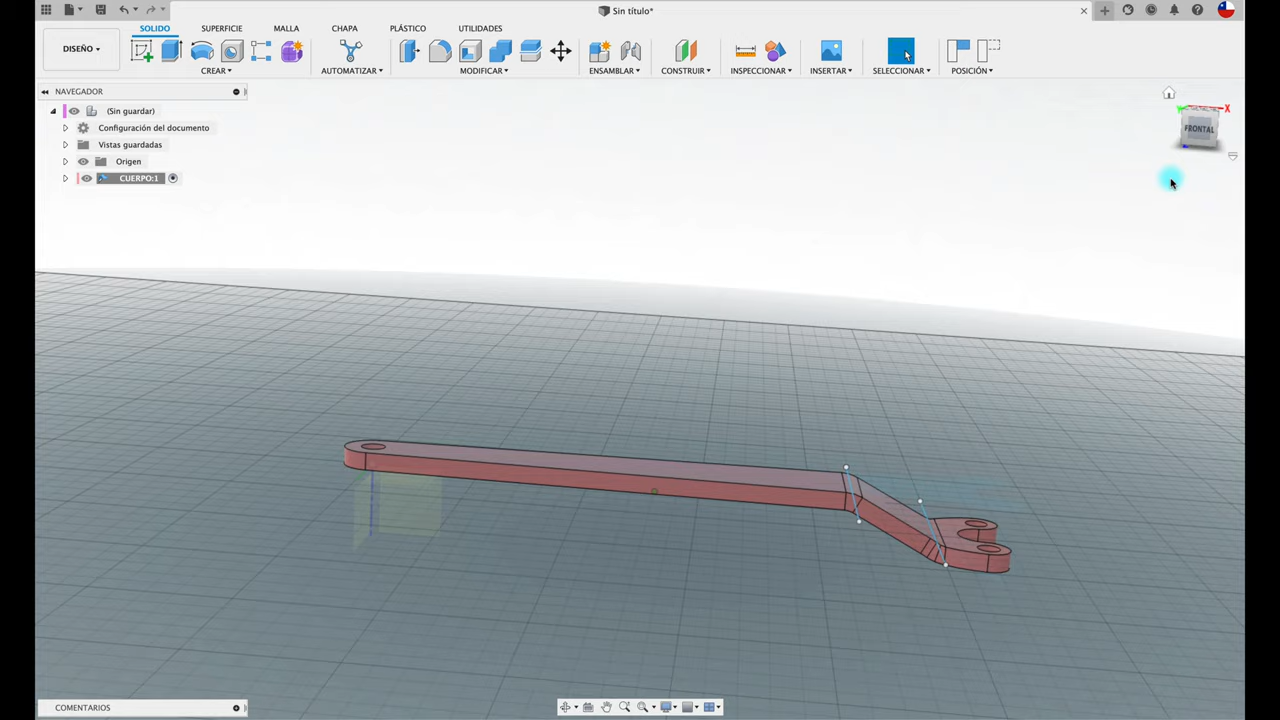 Sin título*
SOLIDO SUPERFICIE MALLA CHAPA PLÁSTICO UTILIDADES
DISEÑO
CREAR AUTOMATIZAR MODIFICAR ENSAMBLAR CONSTRUIR INSPECCIONAR INSERTAR SELECCIONAR POSICIÓN
NAVEGADOR
(Sin guardar)
Configuración del documento
Vistas guardadas
Origen
CUERPO:1
X
FRONTAL
COMENTARIOS